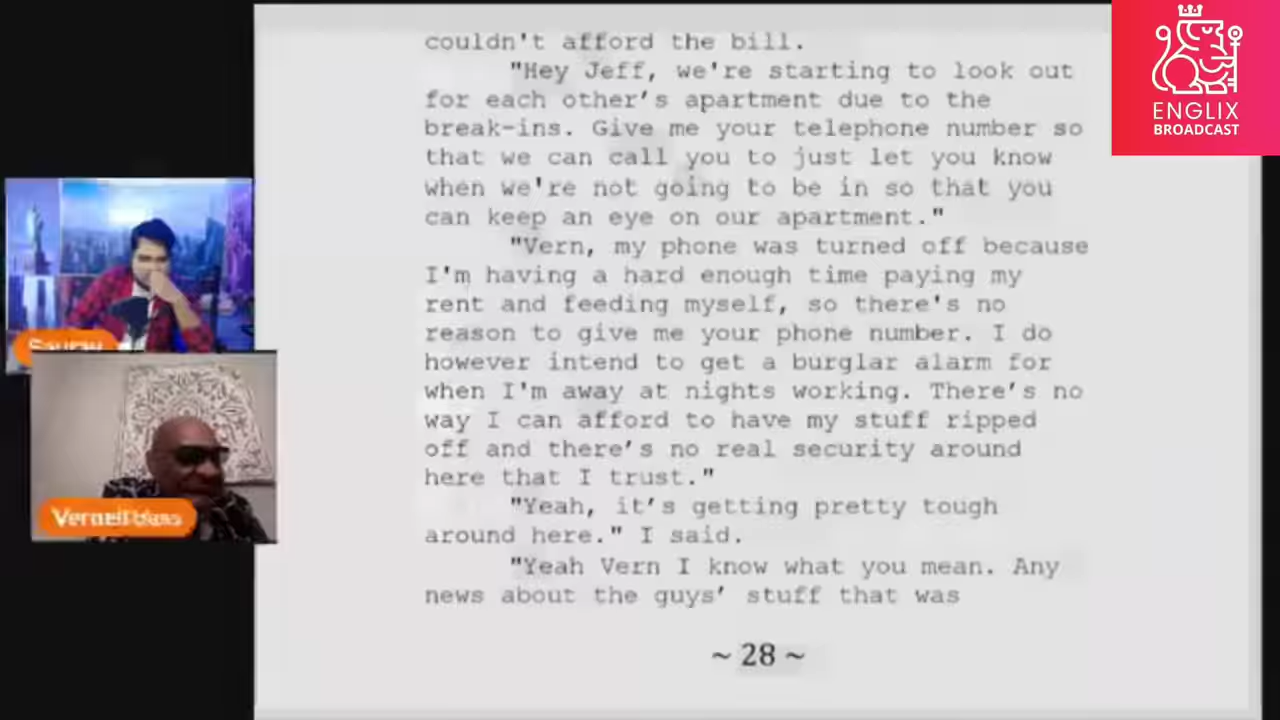 couldn't afford the bill.
"Hey Jeff, we're starting to look out
for each other's apartment due to the
break-ins. Give me your telephone number so
that we can call you to just let you know
when we're not going to be in so that you
can keep an eye on our apartment."
"Vern, my phone was turned off because
I'm having a hard enough time paying my
rent and feeding myself, so there's no
reason to give me your phone number. I do
however intend to get a burglar alarm for
when I'm away at nights working. There's no
way I can afford to have my stuff ripped
off and there's no real security around
here that I trust."
"Yeah, it's getting pretty tough
around here." I said.
"Yeah Vern I know what you mean. Any
news about the guys' stuff that was
~ 28 ~
ENGLIX
BROADCAST